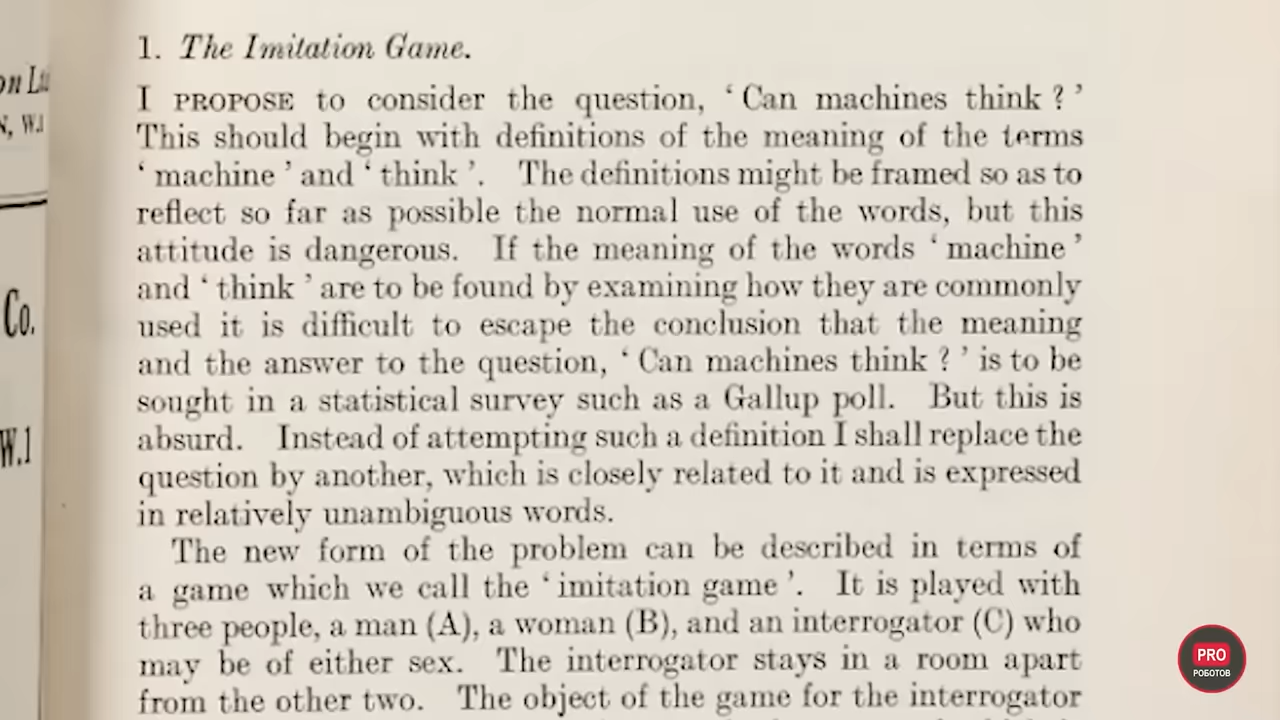 on
N, W.1
Co.
W.1
1. The Imitation Game.
I PROPOSE to consider the question, ‘Can machines think?’
This should begin with definitions of the meaning of the terms
‘machine’ and ‘think’. The definitions might be framed so as to
reflect so far as possible the normal use of the words, but this
attitude is dangerous. If the meaning of the words ‘machine’
and ‘think’ are to be found by examining how they are commonly
used it is difficult to escape the conclusion that the meaning
and the answer to the question, ‘Can machines think?’ is to be
sought in a statistical survey such as a Gallup poll. But this is
absurd. Instead of attempting such a definition I shall replace the
question by another, which is closely related to it and is expressed
in relatively unambiguous words.
The new form of the problem can be described in terms of
a game which we call the ‘imitation game’. It is played with
three people, a man (A), a woman (B), and an interrogator (C) who
may be of either sex. The interrogator stays in a room apart
from the other two. The object of the game for the interrogator
PRO
РОБОТОВ